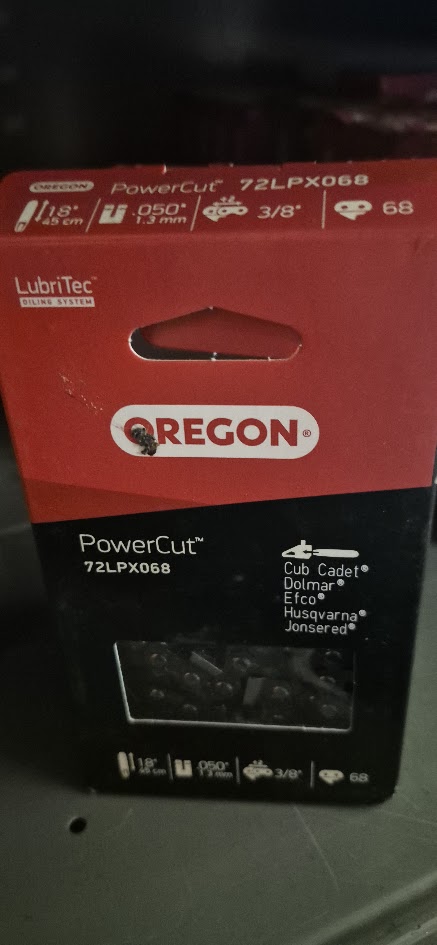 OREGON PowerCut™ 72LPX068
18" .050" 3/8" 68
45 cm 1.3 mm
LubriTec™
OILING SYSTEM
OREGON®
PowerCut™
72LPX068
Cub Cadet®
Dolmar®
Efco®
Husqvarna®
Jonsered®
18" .050" 3/8" 68
45 cm 1.3 mm